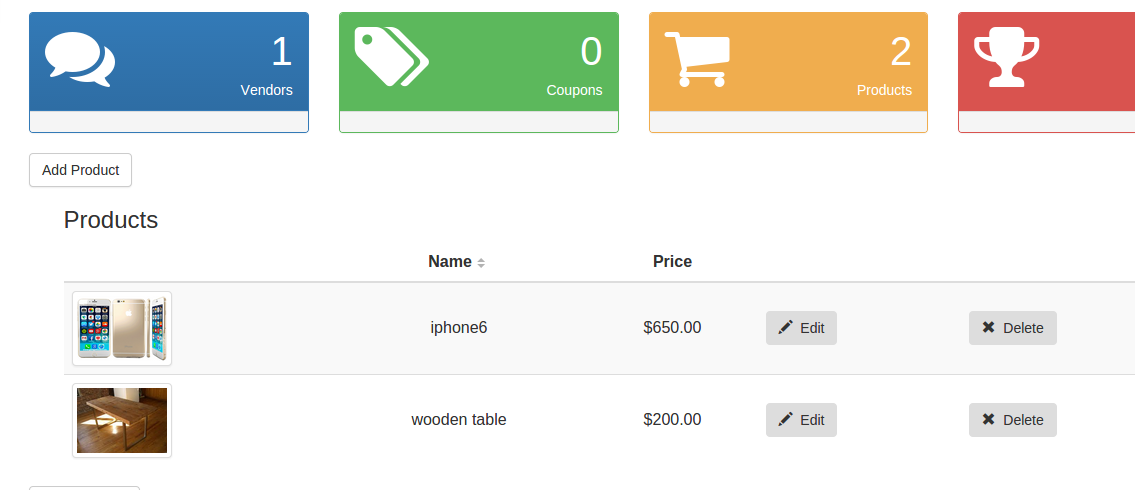 1
Vendors
0
Coupons
2
Products
Add Product
Products
Name Price
iphone6 $650.00 Edit Delete
wooden table $200.00 Edit Delete